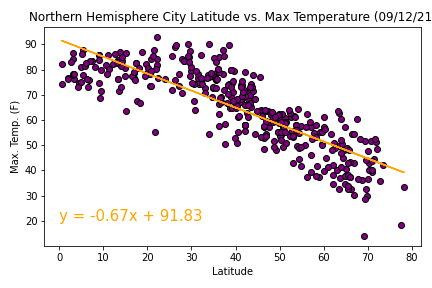 Northern Hemisphere City Latitude vs. Max Temperature (09/12/21
Max. Temp. (F)
90
80
70
60
50
40
30
20
y = -0.67x + 91.83
0 10 20 30 40 50 60 70 80
Latitude